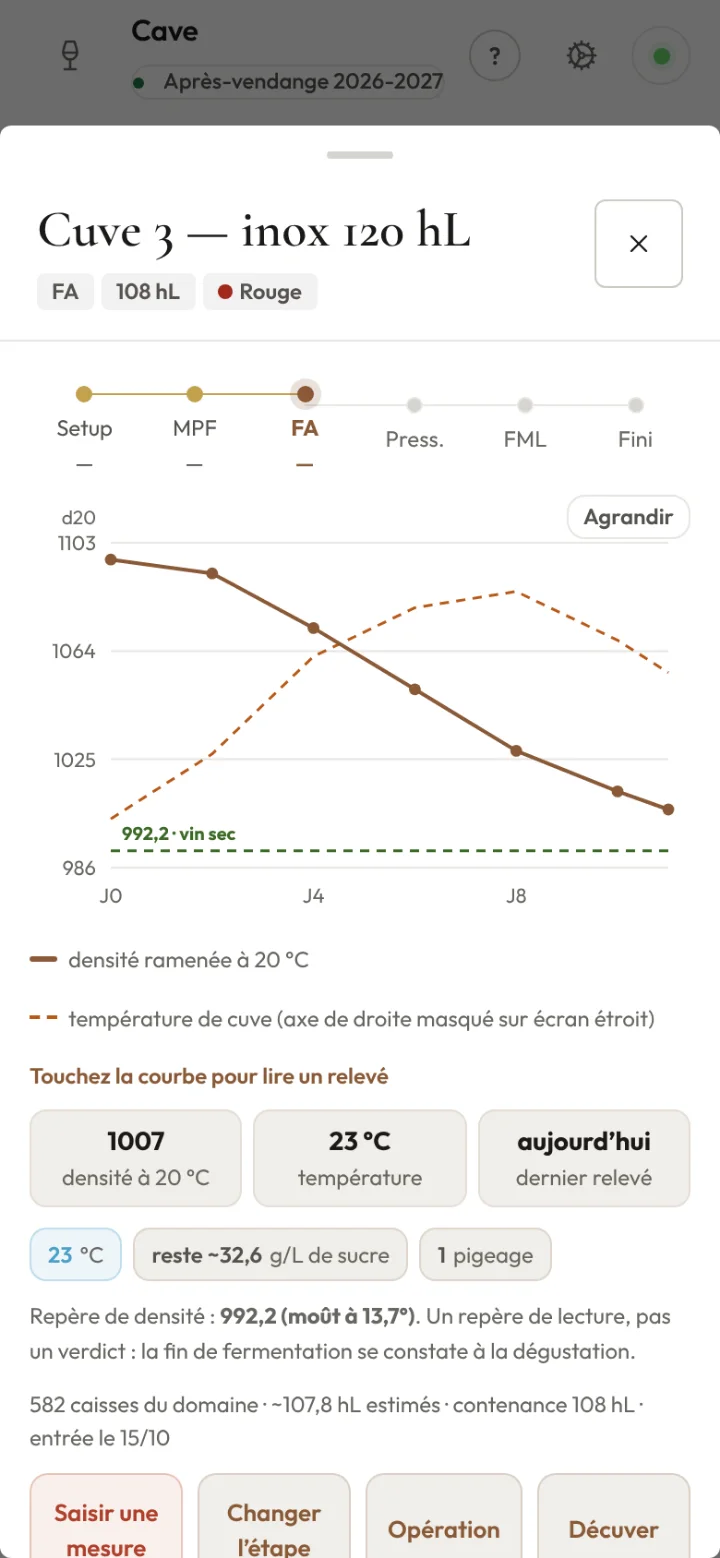 Cave
Après-vendange 2026-2027
?
Cuve 3 — inox 120 hL
×
FA
108 hL
Rouge
Setup
MPF
FA
Press.
FML
Fini
—
—
—
Agrandir
d20
1103
1064
1025
992,2 · vin sec
986
J0
J4
J8
densité ramenée à 20 °C
température de cuve (axe de droite masqué sur écran étroit)
Touchez la courbe pour lire un relevé
1007
densité à 20 °C
23 °C
température
aujourd’hui
dernier relevé
23 °C
reste ~32,6 g/L de sucre
1 pigeage
Repère de densité : 992,2 (moût à 13,7°). Un repère de lecture, pas
un verdict : la fin de fermentation se constate à la dégustation.
582 caisses du domaine · ~107,8 hL estimés · contenance 108 hL ·
entrée le 15/10
Saisir une
mesure
Changer
l’étape
Opération
Décuver